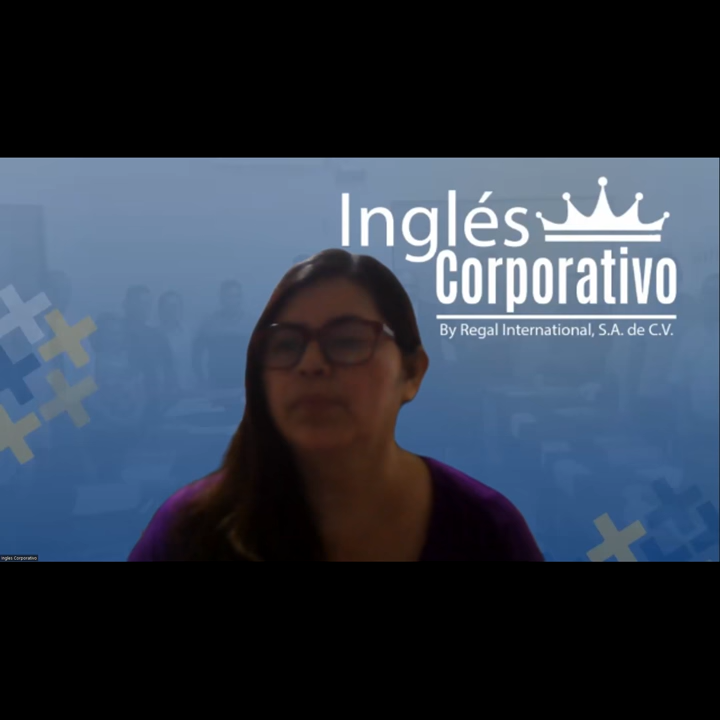 Inglés
Corporativo
By Regal International, S.A. de C.V.
Inglés Corporativo